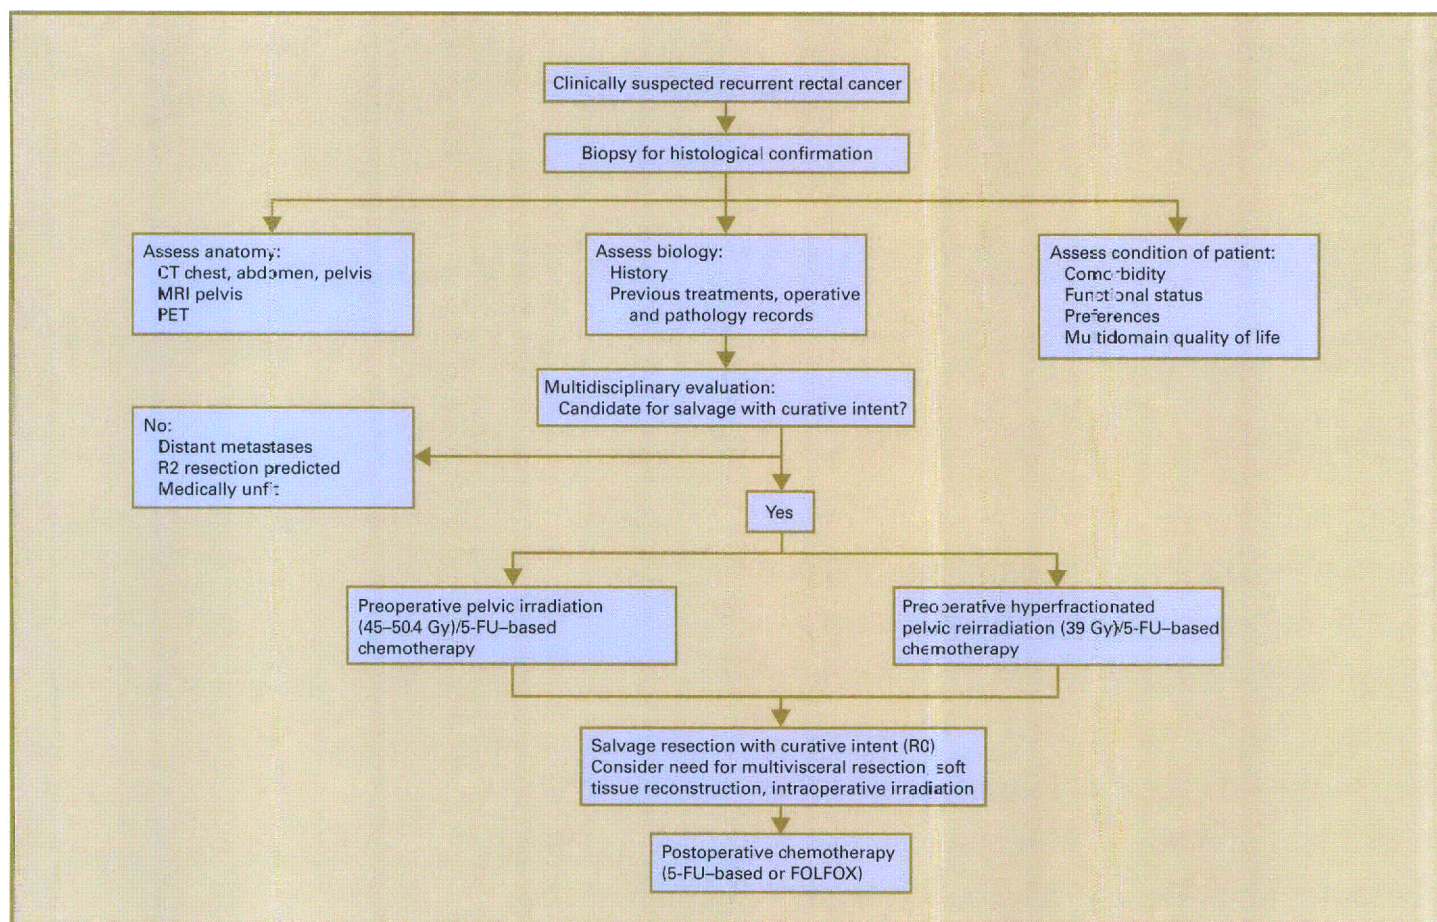 Clinically suspected recurrent rectal cancer
Biopsy for histological confirmation
Assess anatomy:
CT chest, abdomen, pelvis
MRI pelvis
PET
Assess biology:
History
Previous treatments, operative
and pathology records
Assess condition of patient:
Comorbidity
Functional status
Preferences
Multidomain quality of life
Multidisciplinary evaluation:
Candidate for salvage with curative intent?
No:
Distant metastases
R2 resection predicted
Medically unfit
Yes
Preoperative pelvic irradiation
(45–50.4 Gy)/5-FU–based
chemotherapy
Preoperative hyperfractionated
pelvic reirradiation (39 Gy)/5-FU-based
chemotherapy
Salvage resection with curative intent (R0)
Consider need for multivisceral resection, soft
tissue reconstruction, intraoperative irradiation
Postoperative chemotherapy
(5-FU–based or FOLFOX)